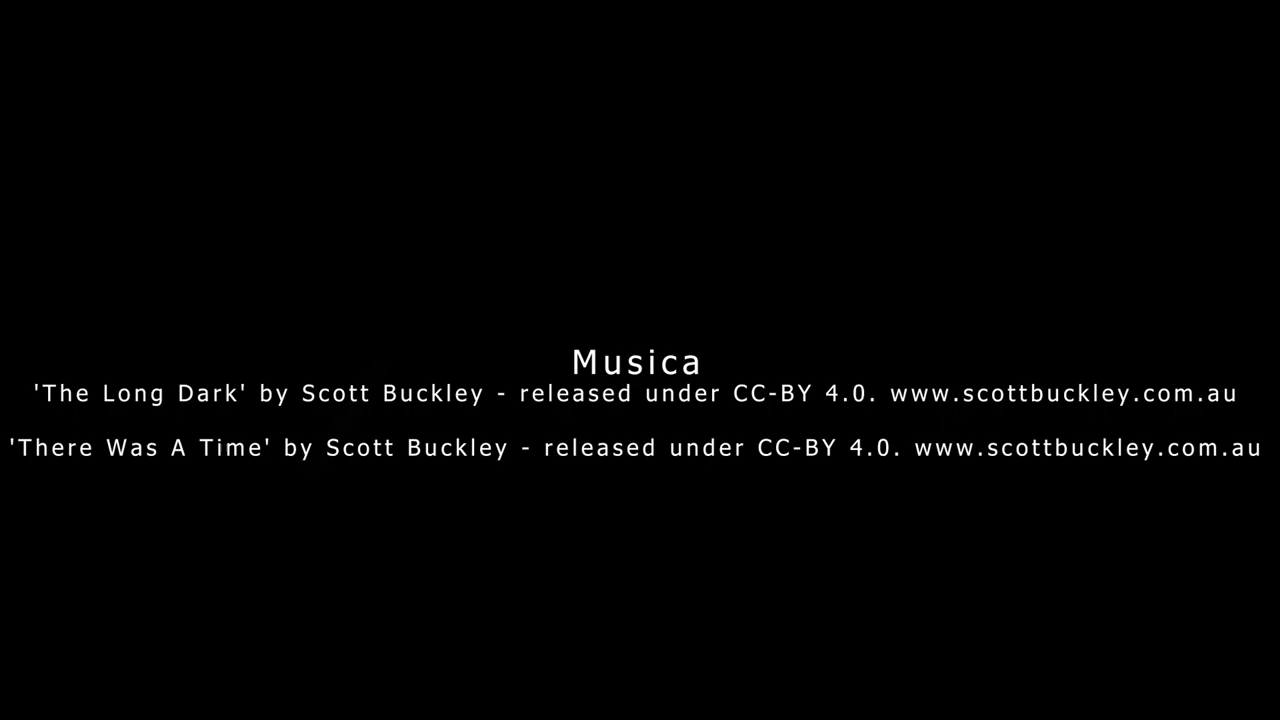 Musica
'The Long Dark' by Scott Buckley - released under CC-BY 4.0. www.scottbuckley.com.au
'There Was A Time' by Scott Buckley - released under CC-BY 4.0. www.scottbuckley.com.au